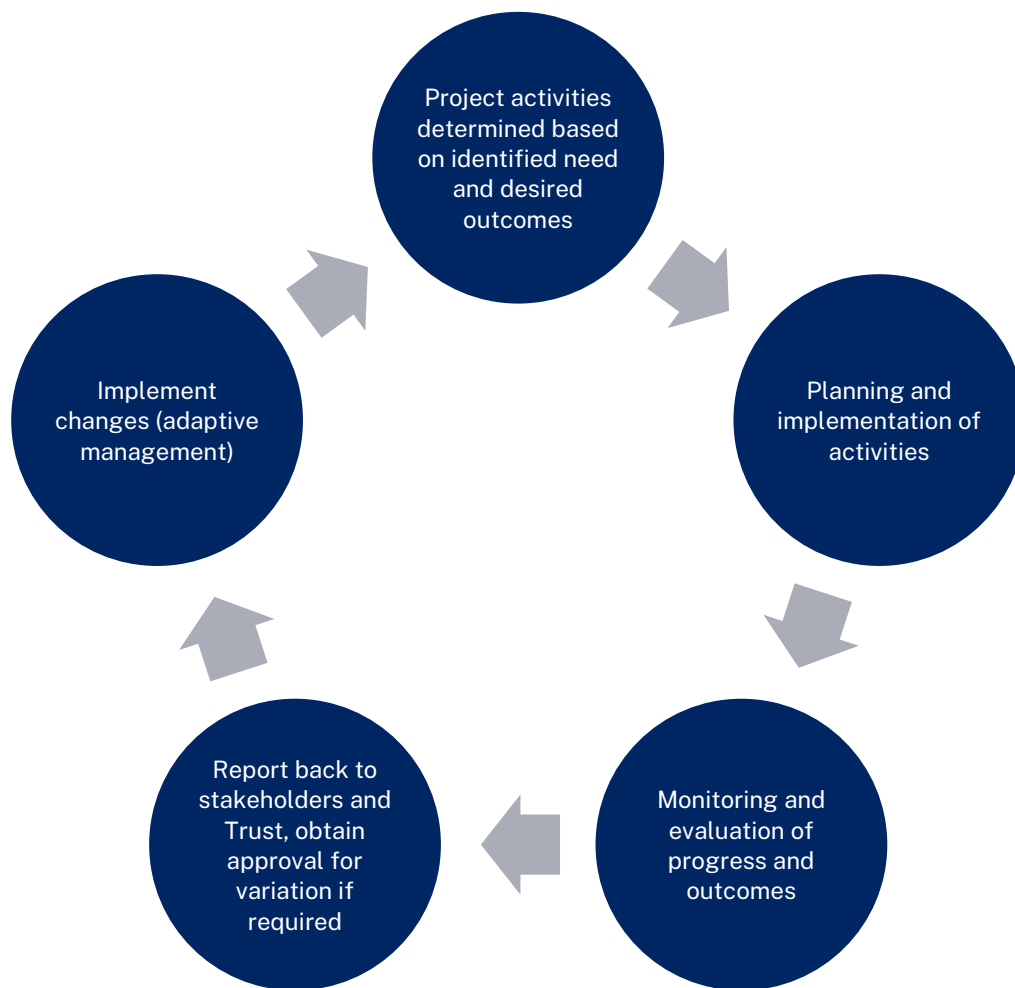 Project activities
determined based
on identified need
and desired
outcomes
Planning and
implementation of
activities
Monitoring and
evaluation of
progress and
outcomes
Report back to
stakeholders and
Trust, obtain
approval for
variation if
required
Implement
changes (adaptive
management)